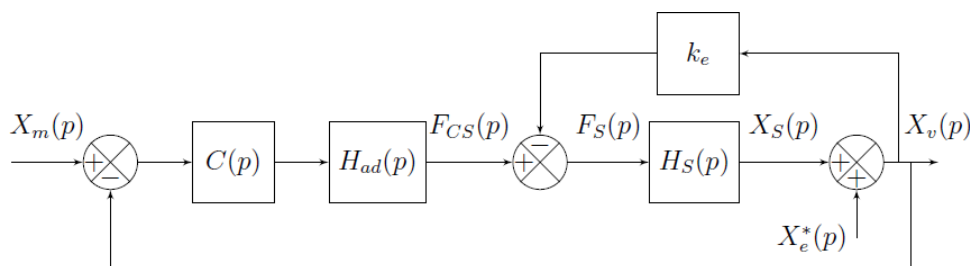 k_e
X_m(p)
F_{CS}(p)
F_S(p)
X_S(p)
X_v(p)
+
−
C(p)
H_{ad}(p)
+
−
H_S(p)
+
+
X_e^*(p)